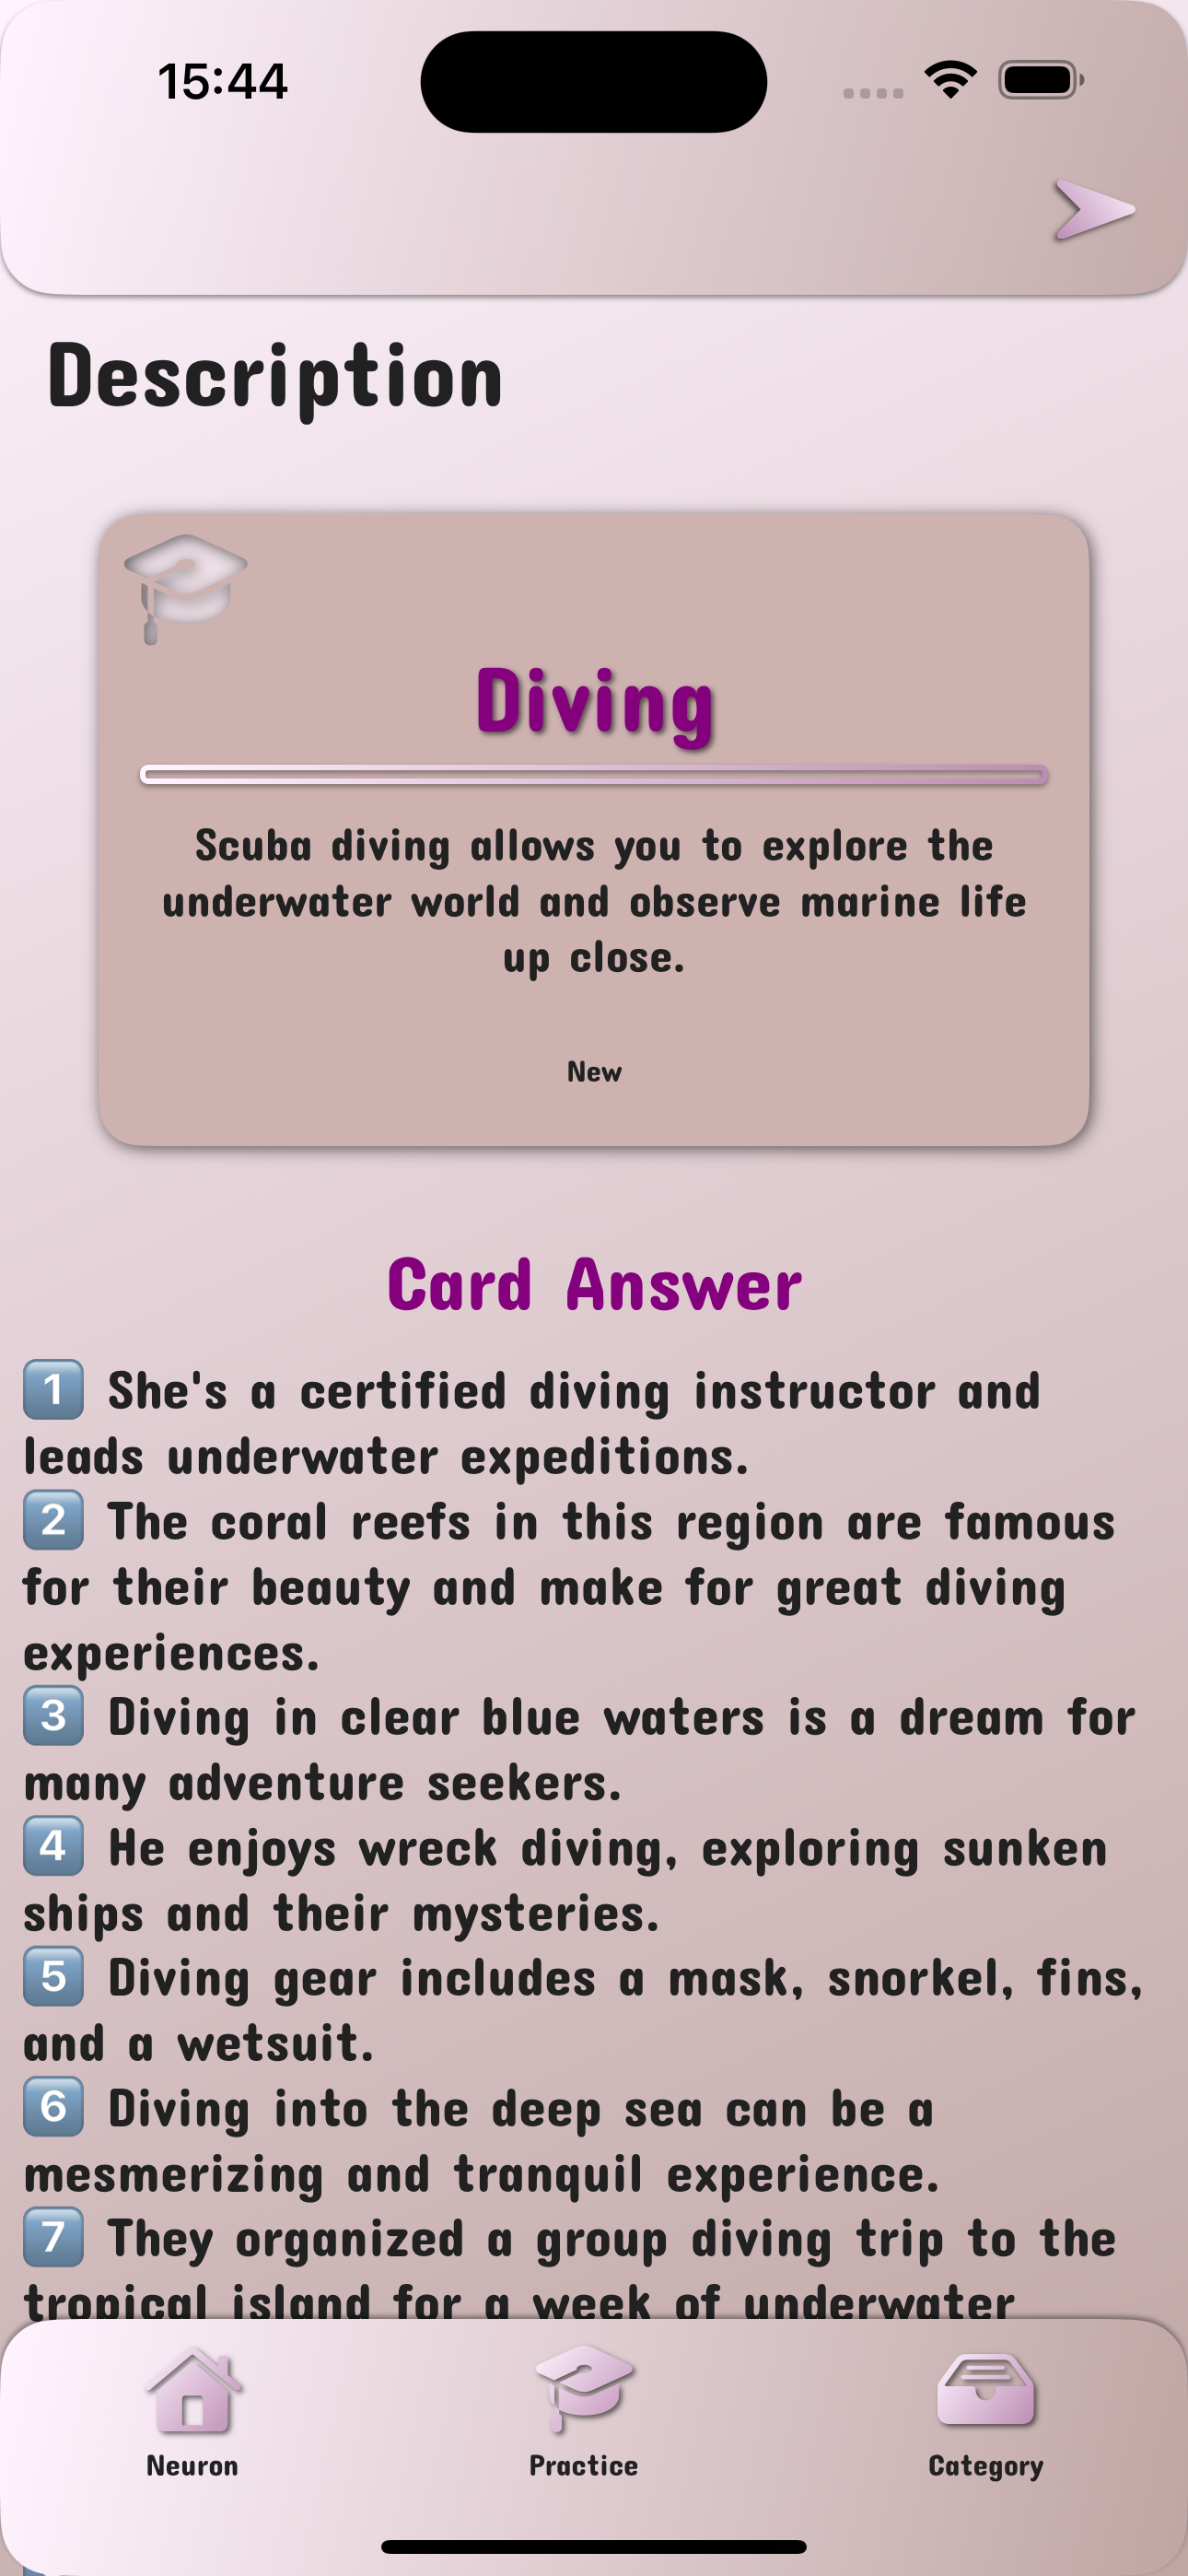 15:44
Description
Diving
Scuba diving allows you to explore the
underwater world and observe marine life
up close.
New
Card Answer
1 She's a certified diving instructor and
leads underwater expeditions.
2 The coral reefs in this region are famous
for their beauty and make for great diving
experiences.
3 Diving in clear blue waters is a dream for
many adventure seekers.
4 He enjoys wreck diving, exploring sunken
ships and their mysteries.
5 Diving gear includes a mask, snorkel, fins,
and a wetsuit.
6 Diving into the deep sea can be a
mesmerizing and tranquil experience.
7 They organized a group diving trip to the
tropical island for a week of underwater
Neuron
Practice
Category